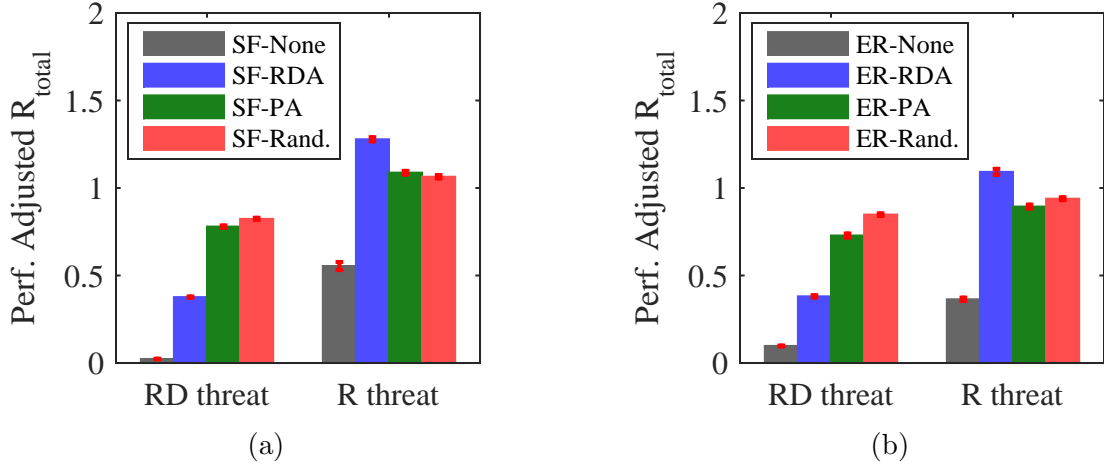 Perf. Adjusted R_total
2
1.5
1
0.5
0
SF-None
SF-RDA
SF-PA
SF-Rand.
RD threat
R threat
(a)
Perf. Adjusted R_total
2
1.5
1
0.5
0
ER-None
ER-RDA
ER-PA
ER-Rand.
RD threat
R threat
(b)